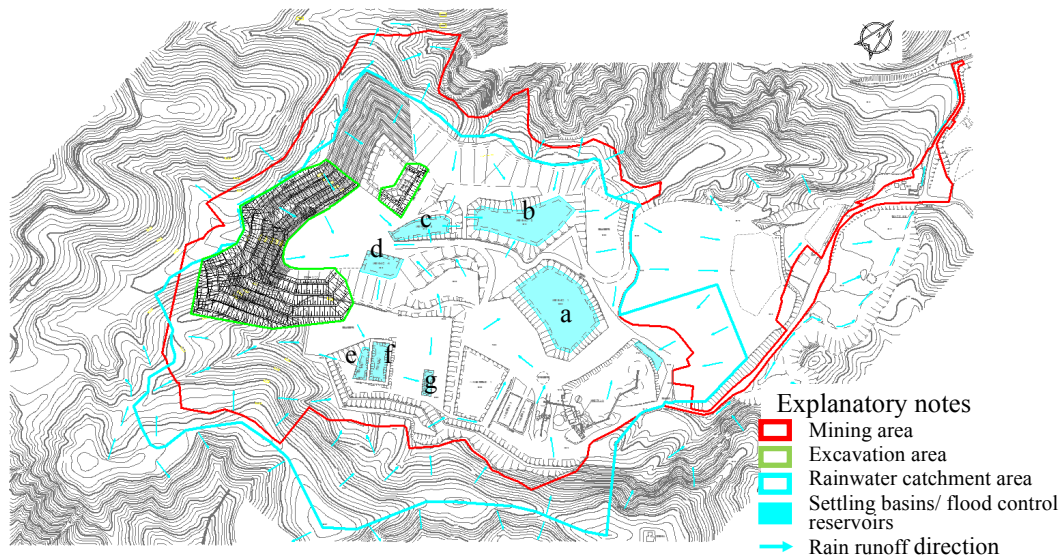 c
b
d
a
e f
g
Explanatory notes
Mining area
Excavation area
Rainwater catchment area
Settling basins/ flood control
reservoirs
Rain runoff direction